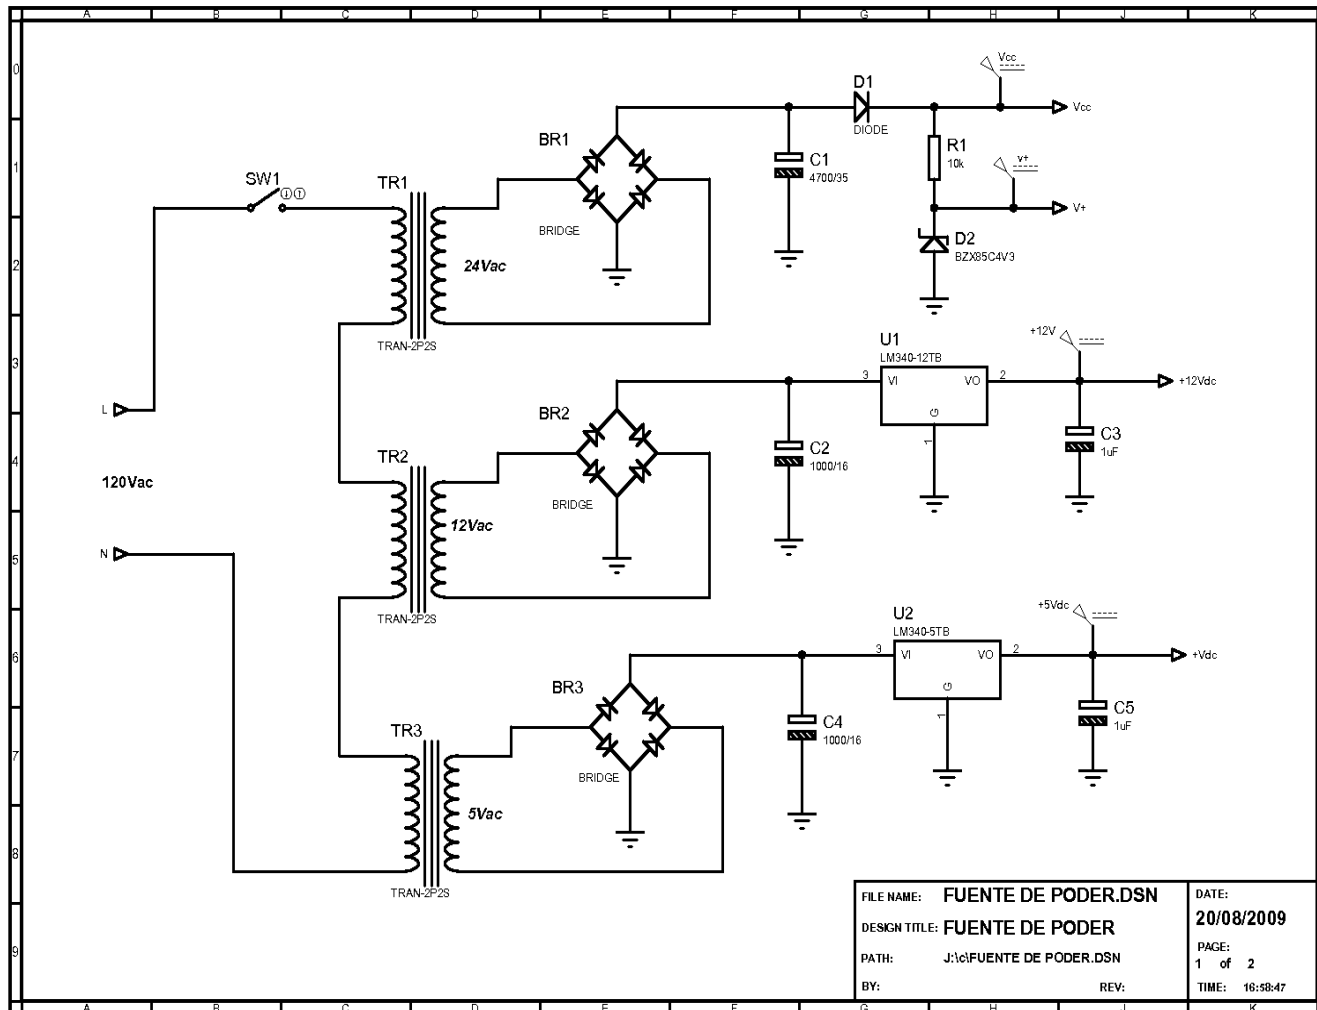 A B C D E F G H J K
0
1
2
3
4
5
6
7
8
9
Vcc
D1
DIODE
Vcc
BR1
BRIDGE
C1
4700/35
R1
10k
v+
V+
D2
BZX85C4V3
SW1
TR1
24Vac
TRAN-2P2S
L
120Vac
N
BR2
BRIDGE
TR2
12Vac
TRAN-2P2S
C2
1000/16
U1
LM340-12TB
3 VI VO 2
G
1
+12V
+12Vdc
C3
1uF
BR3
BRIDGE
TR3
5Vac
TRAN-2P2S
C4
1000/16
U2
LM340-5TB
3 VI VO 2
G
1
+5Vdc
+Vdc
C5
1uF
FILE NAME: FUENTE DE PODER.DSN
DESIGN TITLE: FUENTE DE PODER
PATH: J:\c\FUENTE DE PODER.DSN
BY: REV:
DATE:
20/08/2009
PAGE:
1 of 2
TIME: 16:58:47
A B C D E F G H J K